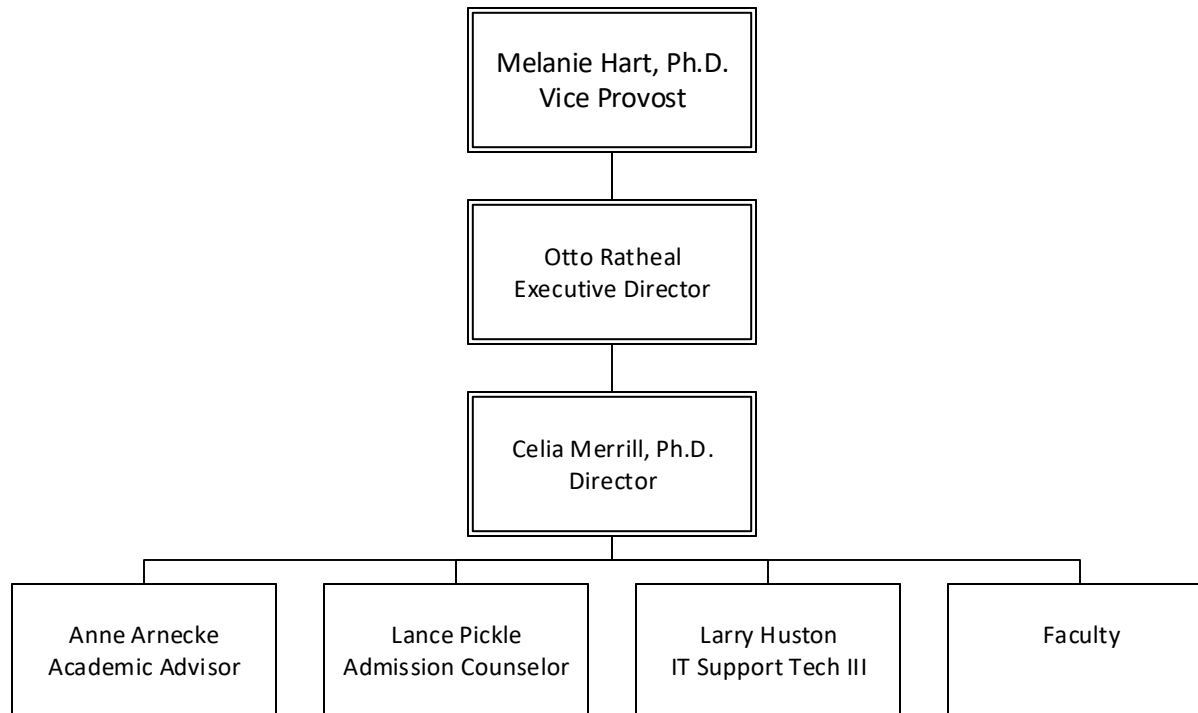 Melanie Hart, Ph.D.
Vice Provost
Otto Ratheal
Executive Director
Celia Merrill, Ph.D.
Director
Anne Arnecke
Academic Advisor
Lance Pickle
Admission Counselor
Larry Huston
IT Support Tech III
Faculty